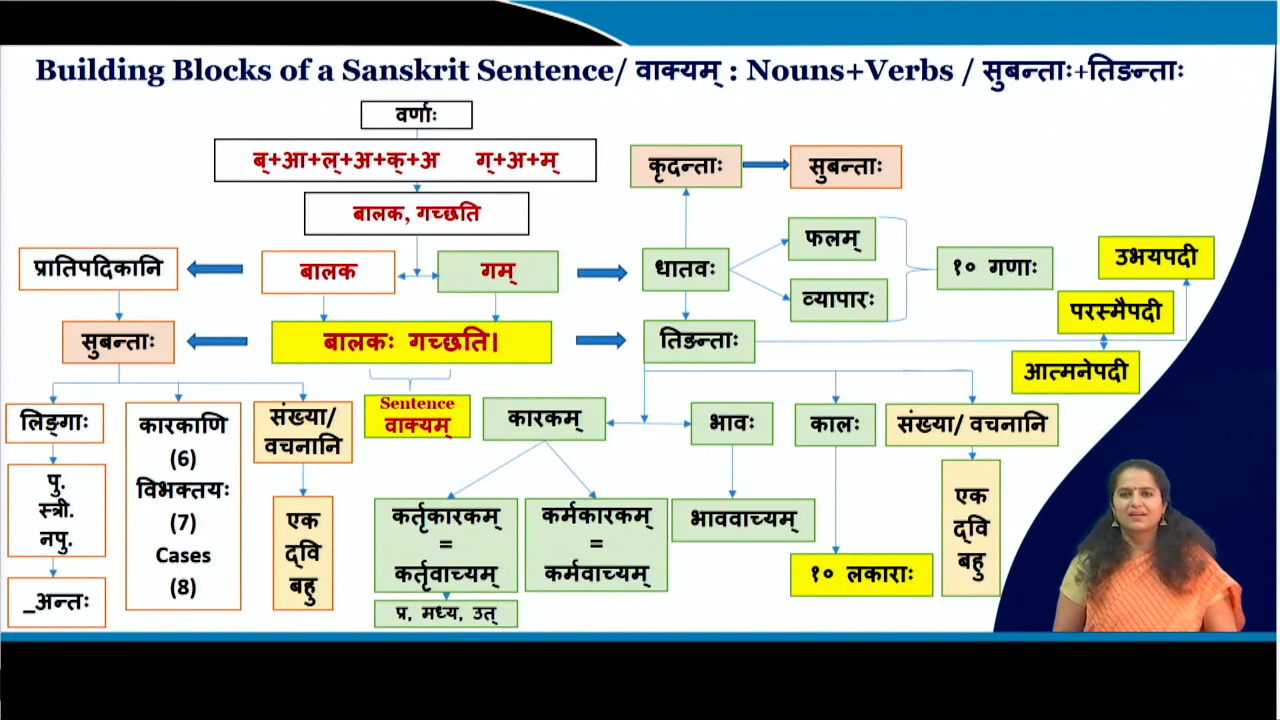 Building Blocks of a Sanskrit Sentence/ वाक्यम् : Nouns+Verbs / सुबन्ताः+तिङन्ताः
वर्णाः
ब्+आ+ल्+अ+क्+अ ग्+अ+म्
बालक, गच्छति
कृदन्ताः
सुबन्ताः
प्रातिपदिकानि
बालक
गम्
धातवः
फलम्
व्यापारः
१० गणाः
उभयपदी
परस्मैपदी
आत्मनेपदी
सुबन्ताः
बालकः गच्छति।
तिङन्ताः
Sentence
वाक्यम्
लिङ्गाः
पु.
स्त्री.
नपु.
_अन्तः
कारकाणि
(6)
विभक्तयः
(7)
Cases
(8)
संख्या/
वचनानि
एक
द्वि
बहु
कारकम्
कर्तृकारकम्
=
कर्तृवाच्यम्
प्र, मध्य, उत्
कर्मकारकम्
=
कर्मवाच्यम्
भावः
भाववाच्यम्
कालः
१० लकाराः
संख्या/ वचनानि
एक
द्वि
बहु